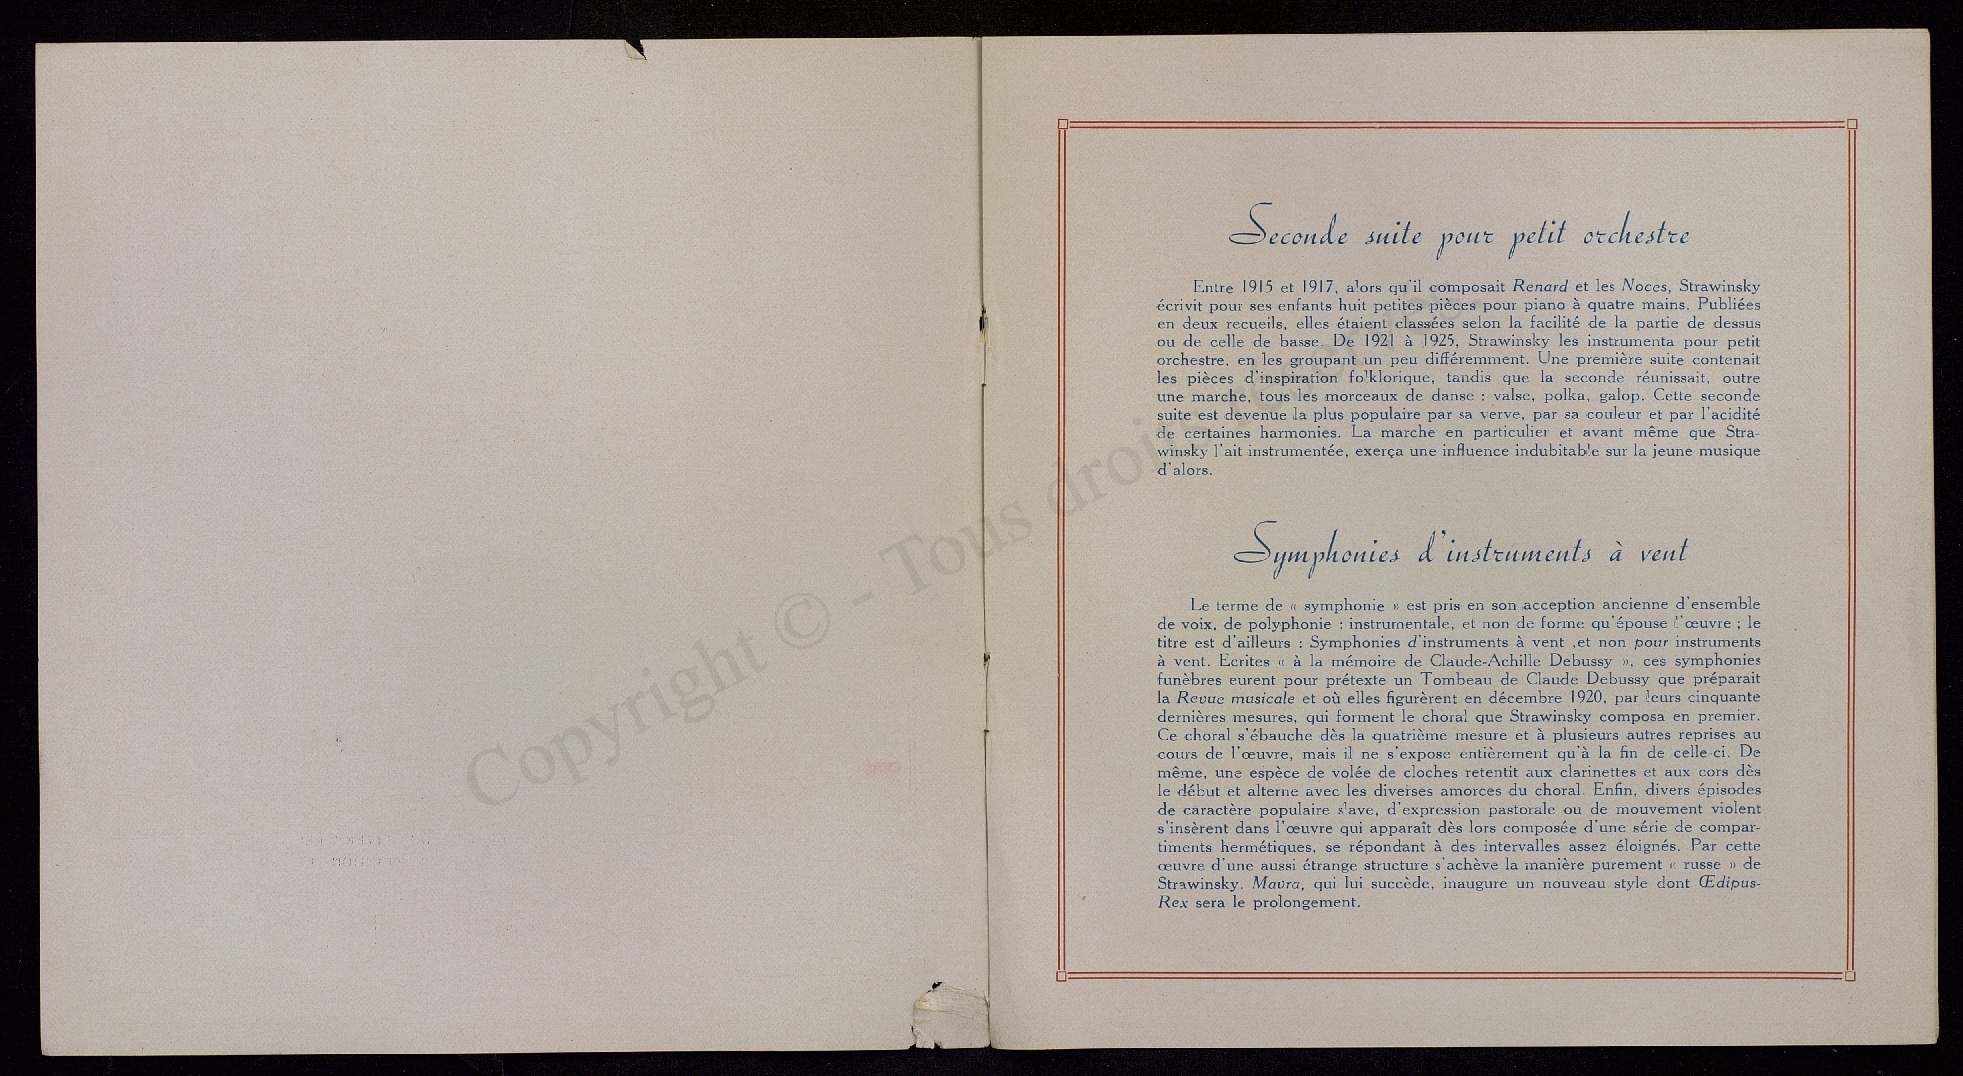 Seconde suite pour petit orchestre
Entre 1915 et 1917, alors qu'il composait Renard et les Noces, Strawinsky
écrivit pour ses enfants huit petites pièces pour piano à quatre mains. Publiées
en deux recueils, elles étaient classées selon la facilité de la partie de dessus
ou de celle de basse. De 1921 à 1925, Strawinsky les instrumenta pour petit
orchestre, en les groupant un peu différemment. Une première suite contenait
les pièces d'inspiration folklorique, tandis que la seconde réunissait, outre
une marche, tous les morceaux de danse : valse, polka, galop. Cette seconde
suite est devenue la plus populaire par sa verve, par sa couleur et par l'acidité
de certaines harmonies. La marche en particulier et avant même que Stra-
winsky l'ait instrumentée, exerça une influence indubitable sur la jeune musique
d'alors.
Symphonies d'instruments à vent
Le terme de « symphonie » est pris en son acception ancienne d'ensemble
de voix, de polyphonie : instrumentale, et non de forme qu'épouse l'œuvre ; le
titre est d'ailleurs : Symphonies d'instruments à vent ,et non pour instruments
à vent. Ecrites « à la mémoire de Claude-Achille Debussy », ces symphonies
funèbres eurent pour prétexte un Tombeau de Claude Debussy que préparait
la Revue musicale et où elles figurèrent en décembre 1920, par leurs cinquante
dernières mesures, qui forment le choral que Strawinsky composa en premier.
Ce choral s'ébauche dès la quatrième mesure et à plusieurs autres reprises au
cours de l'œuvre, mais il ne s'expose entièrement qu'à la fin de celle-ci. De
même, une espèce de volée de cloches retentit aux clarinettes et aux cors dès
le début et alterne avec les diverses amorces du choral. Enfin, divers épisodes
de caractère populaire slave, d'expression pastorale ou de mouvement violent
s'insèrent dans l'œuvre qui apparaît dès lors composée d'une série de compar-
timents hermétiques, se répondant à des intervalles assez éloignés. Par cette
œuvre d'une aussi étrange structure s'achève la manière purement « russe » de
Strawinsky. Mavra, qui lui succède, inaugure un nouveau style dont Œdipus-
Rex sera le prolongement.
Copyright © - Tous droits